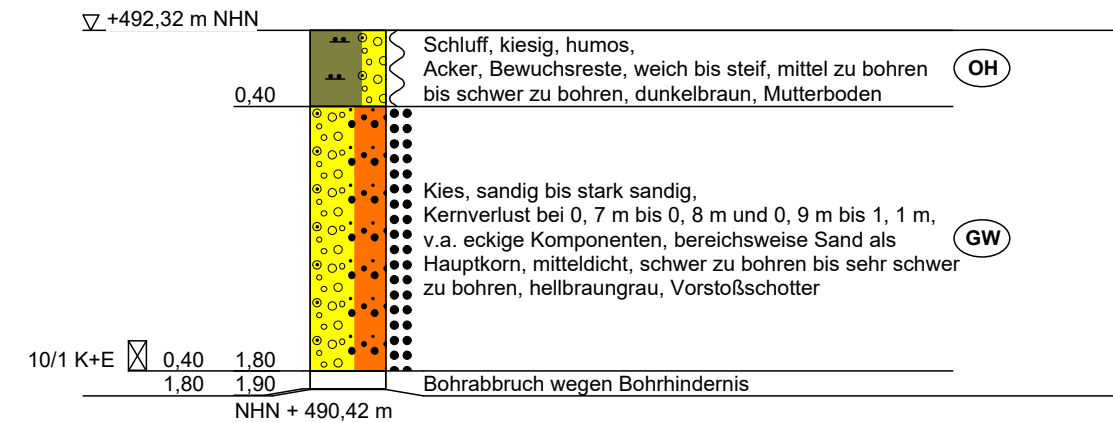 +492,32 m NHN
Schluff, kiesig, humos,
Acker, Bewuchsreste, weich bis steif, mittel zu bohren
bis schwer zu bohren, dunkelbraun, Mutterboden
OH
0,40
Kies, sandig bis stark sandig,
Kernverlust bei 0, 7 m bis 0, 8 m und 0, 9 m bis 1, 1 m,
v.a. eckige Komponenten, bereichsweise Sand als
Hauptkorn, mitteldicht, schwer zu bohren bis sehr schwer
zu bohren, hellbraungrau, Vorstoßschotter
GW
10/1 K+E 0,40 1,80
1,80 1,90 Bohrabbruch wegen Bohrhindernis
NHN + 490,42 m